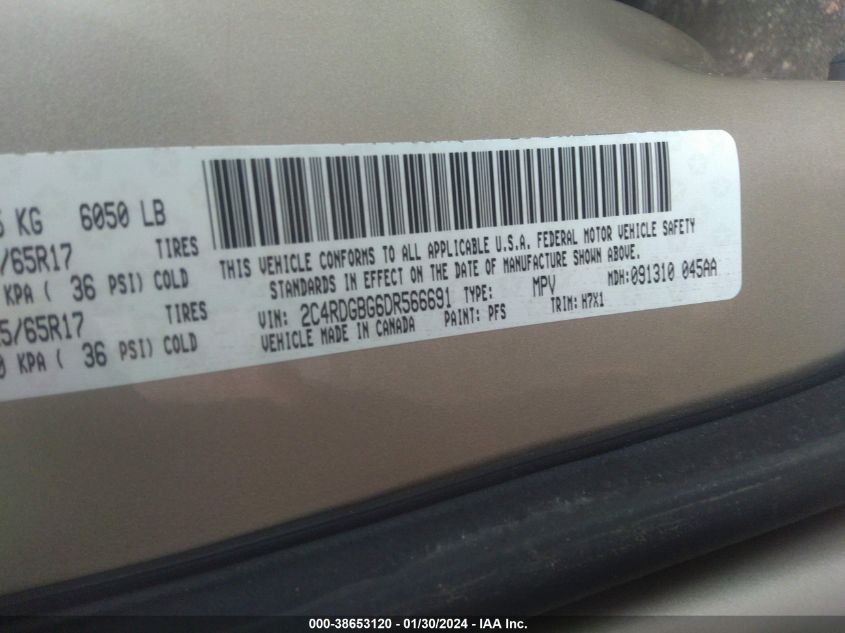 5 KG 6050 LB
/65R17 TIRES
KPA ( 36 PSI) COLD
5/65R17 TIRES
0 KPA ( 36 PSI) COLD
THIS VEHICLE CONFORMS TO ALL APPLICABLE U.S.A. FEDERAL MOTOR VEHICLE SAFETY
STANDARDS IN EFFECT ON THE DATE OF MANUFACTURE SHOWN ABOVE.
VIN: 2C4RDGBG6DR566691 TYPE: MPV MDH:091310 045AA
VEHICLE MADE IN CANADA PAINT: PFS TRIM: H7X1
000-38653120 - 01/30/2024 - IAA Inc.